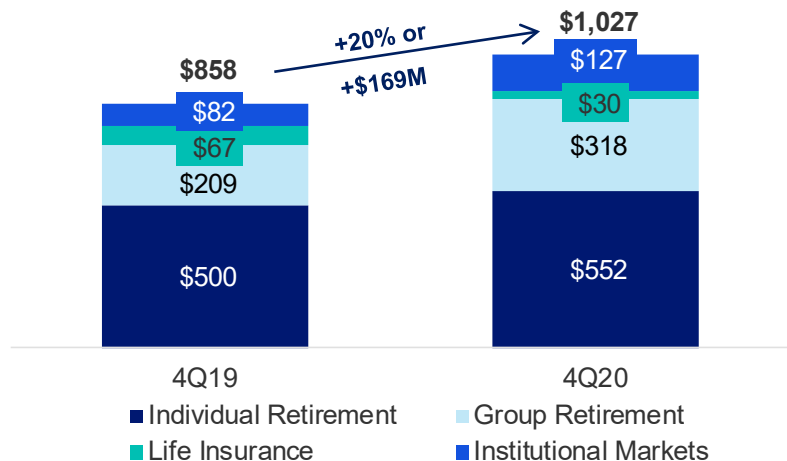 $858
+20% or
+$169M
$1,027
$82
$67
$209
$500
$127
$30
$318
$552
4Q19
4Q20
Individual Retirement
Group Retirement
Life Insurance
Institutional Markets